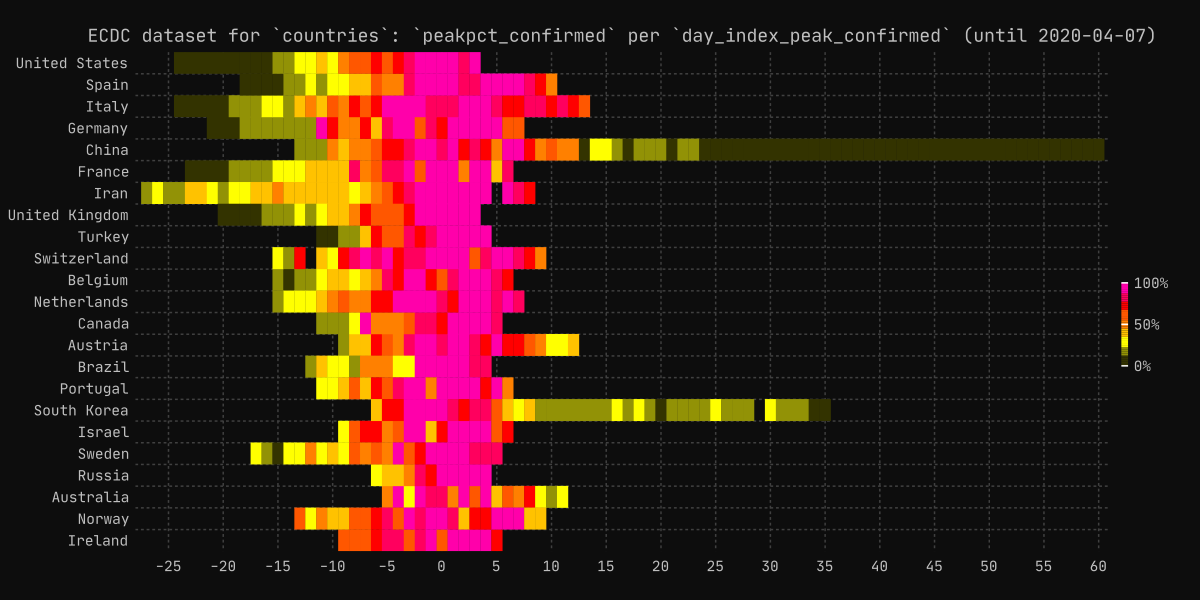 ECDC dataset for `countries`: `peakpct_confirmed` per `day_index_peak_confirmed` (until 2020-04-07)
United States
Spain
Italy
Germany
China
France
Iran
United Kingdom
Turkey
Switzerland
Belgium
Netherlands
Canada
Austria
Brazil
Portugal
South Korea
Israel
Sweden
Russia
Australia
Norway
Ireland
-25 -20 -15 -10 -5 0 5 10 15 20 25 30 35 40 45 50 55 60
100%
50%
0%